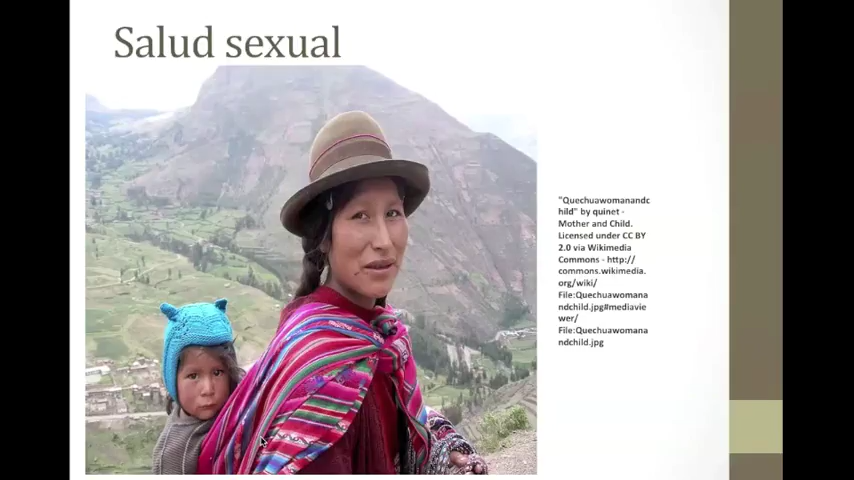 Salud sexual
"Quechuawomanandc
hild" by quinet -
Mother and Child.
Licensed under CC BY
2.0 via Wikimedia
Commons - http://
commons.wikimedia.
org/wiki/
File:Quechuawomana
ndchild.jpg#mediavie
wer/
File:Quechuawomana
ndchild.jpg